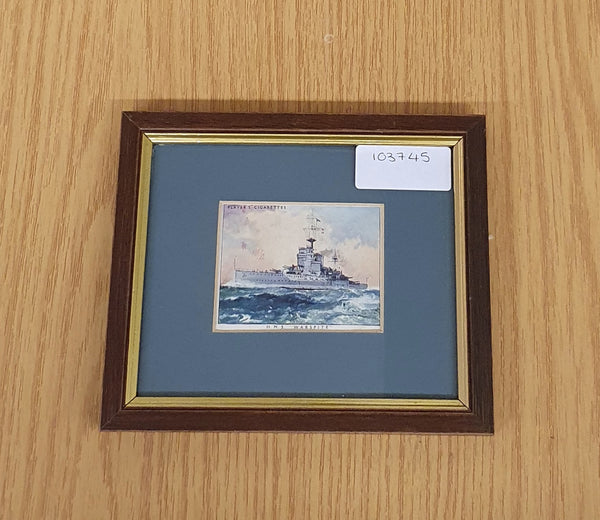 103745
PLAYER'S CIGARETTES
H.M.S. "WARSPITE"